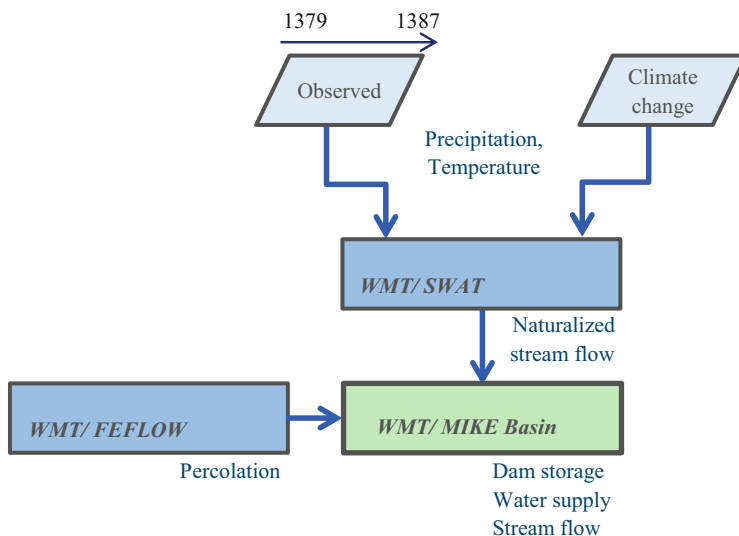 1379 1387
Observed
Climate
change
Precipitation,
Temperature
WMT/ SWAT
Naturalized
stream flow
WMT/ FEFLOW
WMT/ MIKE Basin
Percolation
Dam storage
Water supply
Stream flow